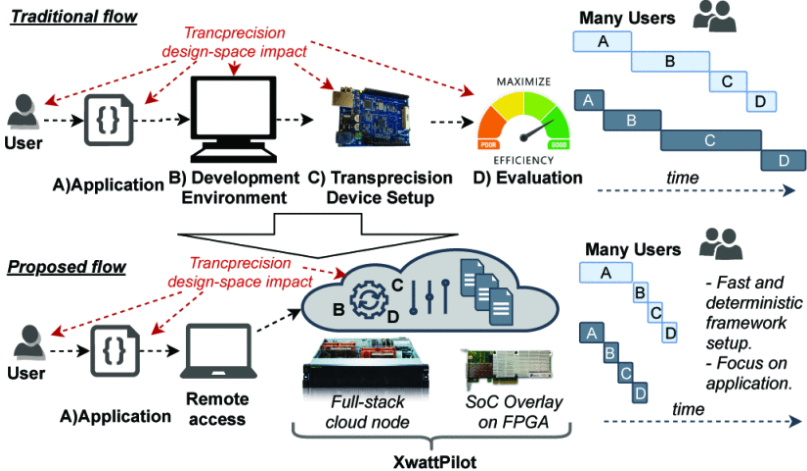 Traditional flow
Trancprecision
design-space impact
User
{}
A)Application
B) Development
Environment
C) Transprecision
Device Setup
MAXIMIZE
POOR
GOOD
EFFICIENCY
D) Evaluation
Many Users
A
B
C
D
A
B
C
D
time
Proposed flow
Trancprecision
design-space impact
User
{}
A)Application
Remote
access
B
C
D
Full-stack
cloud node
SoC Overlay
on FPGA
XwattPilot
Many Users
A
B
C
D
A
B
C
D
time
- Fast and
deterministic
framework
setup.
- Focus on
application.